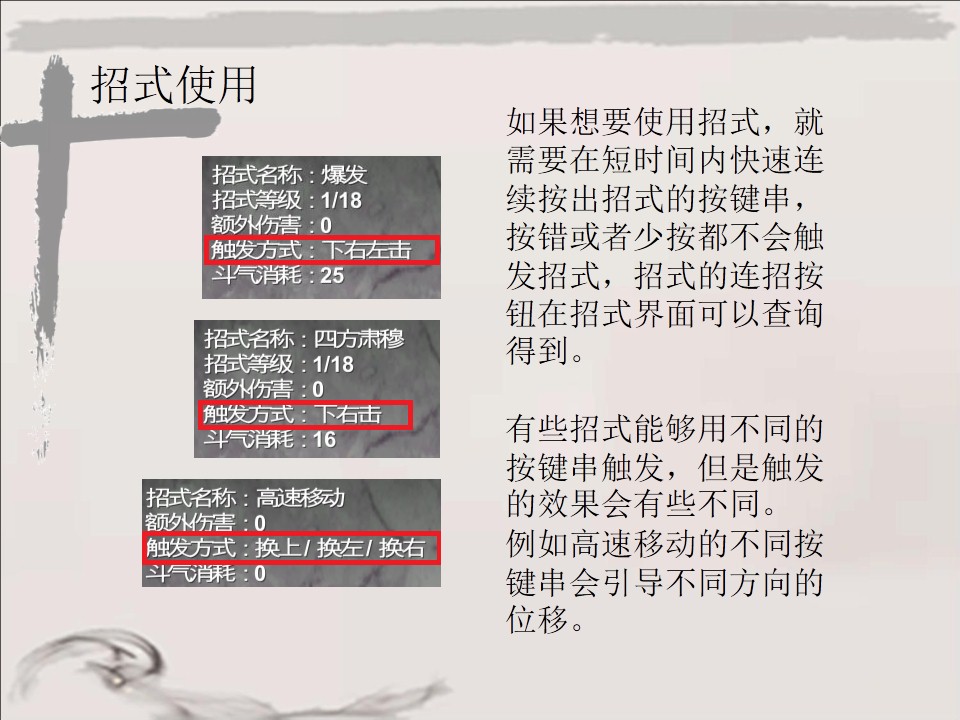 招式使用
招式名称：爆发
招式等级：1/18
额外伤害：0
触发方式：下右左击
斗气消耗：25
招式名称：四方肃穆
招式等级：1/18
额外伤害：0
触发方式：下右击
斗气消耗：16
招式名称：高速移动
额外伤害：0
触发方式：换上/ 换左/ 换右
斗气消耗：0
如果想要使用招式，就
需要在短时间内快速连
续按出招式的按键串，
按错或者少按都不会触
发招式，招式的连招按
钮在招式界面可以查询
得到。
有些招式能够用不同的
按键串触发，但是触发
的效果会有些不同。
例如高速移动的不同按
键串会引导不同方向的
位移。